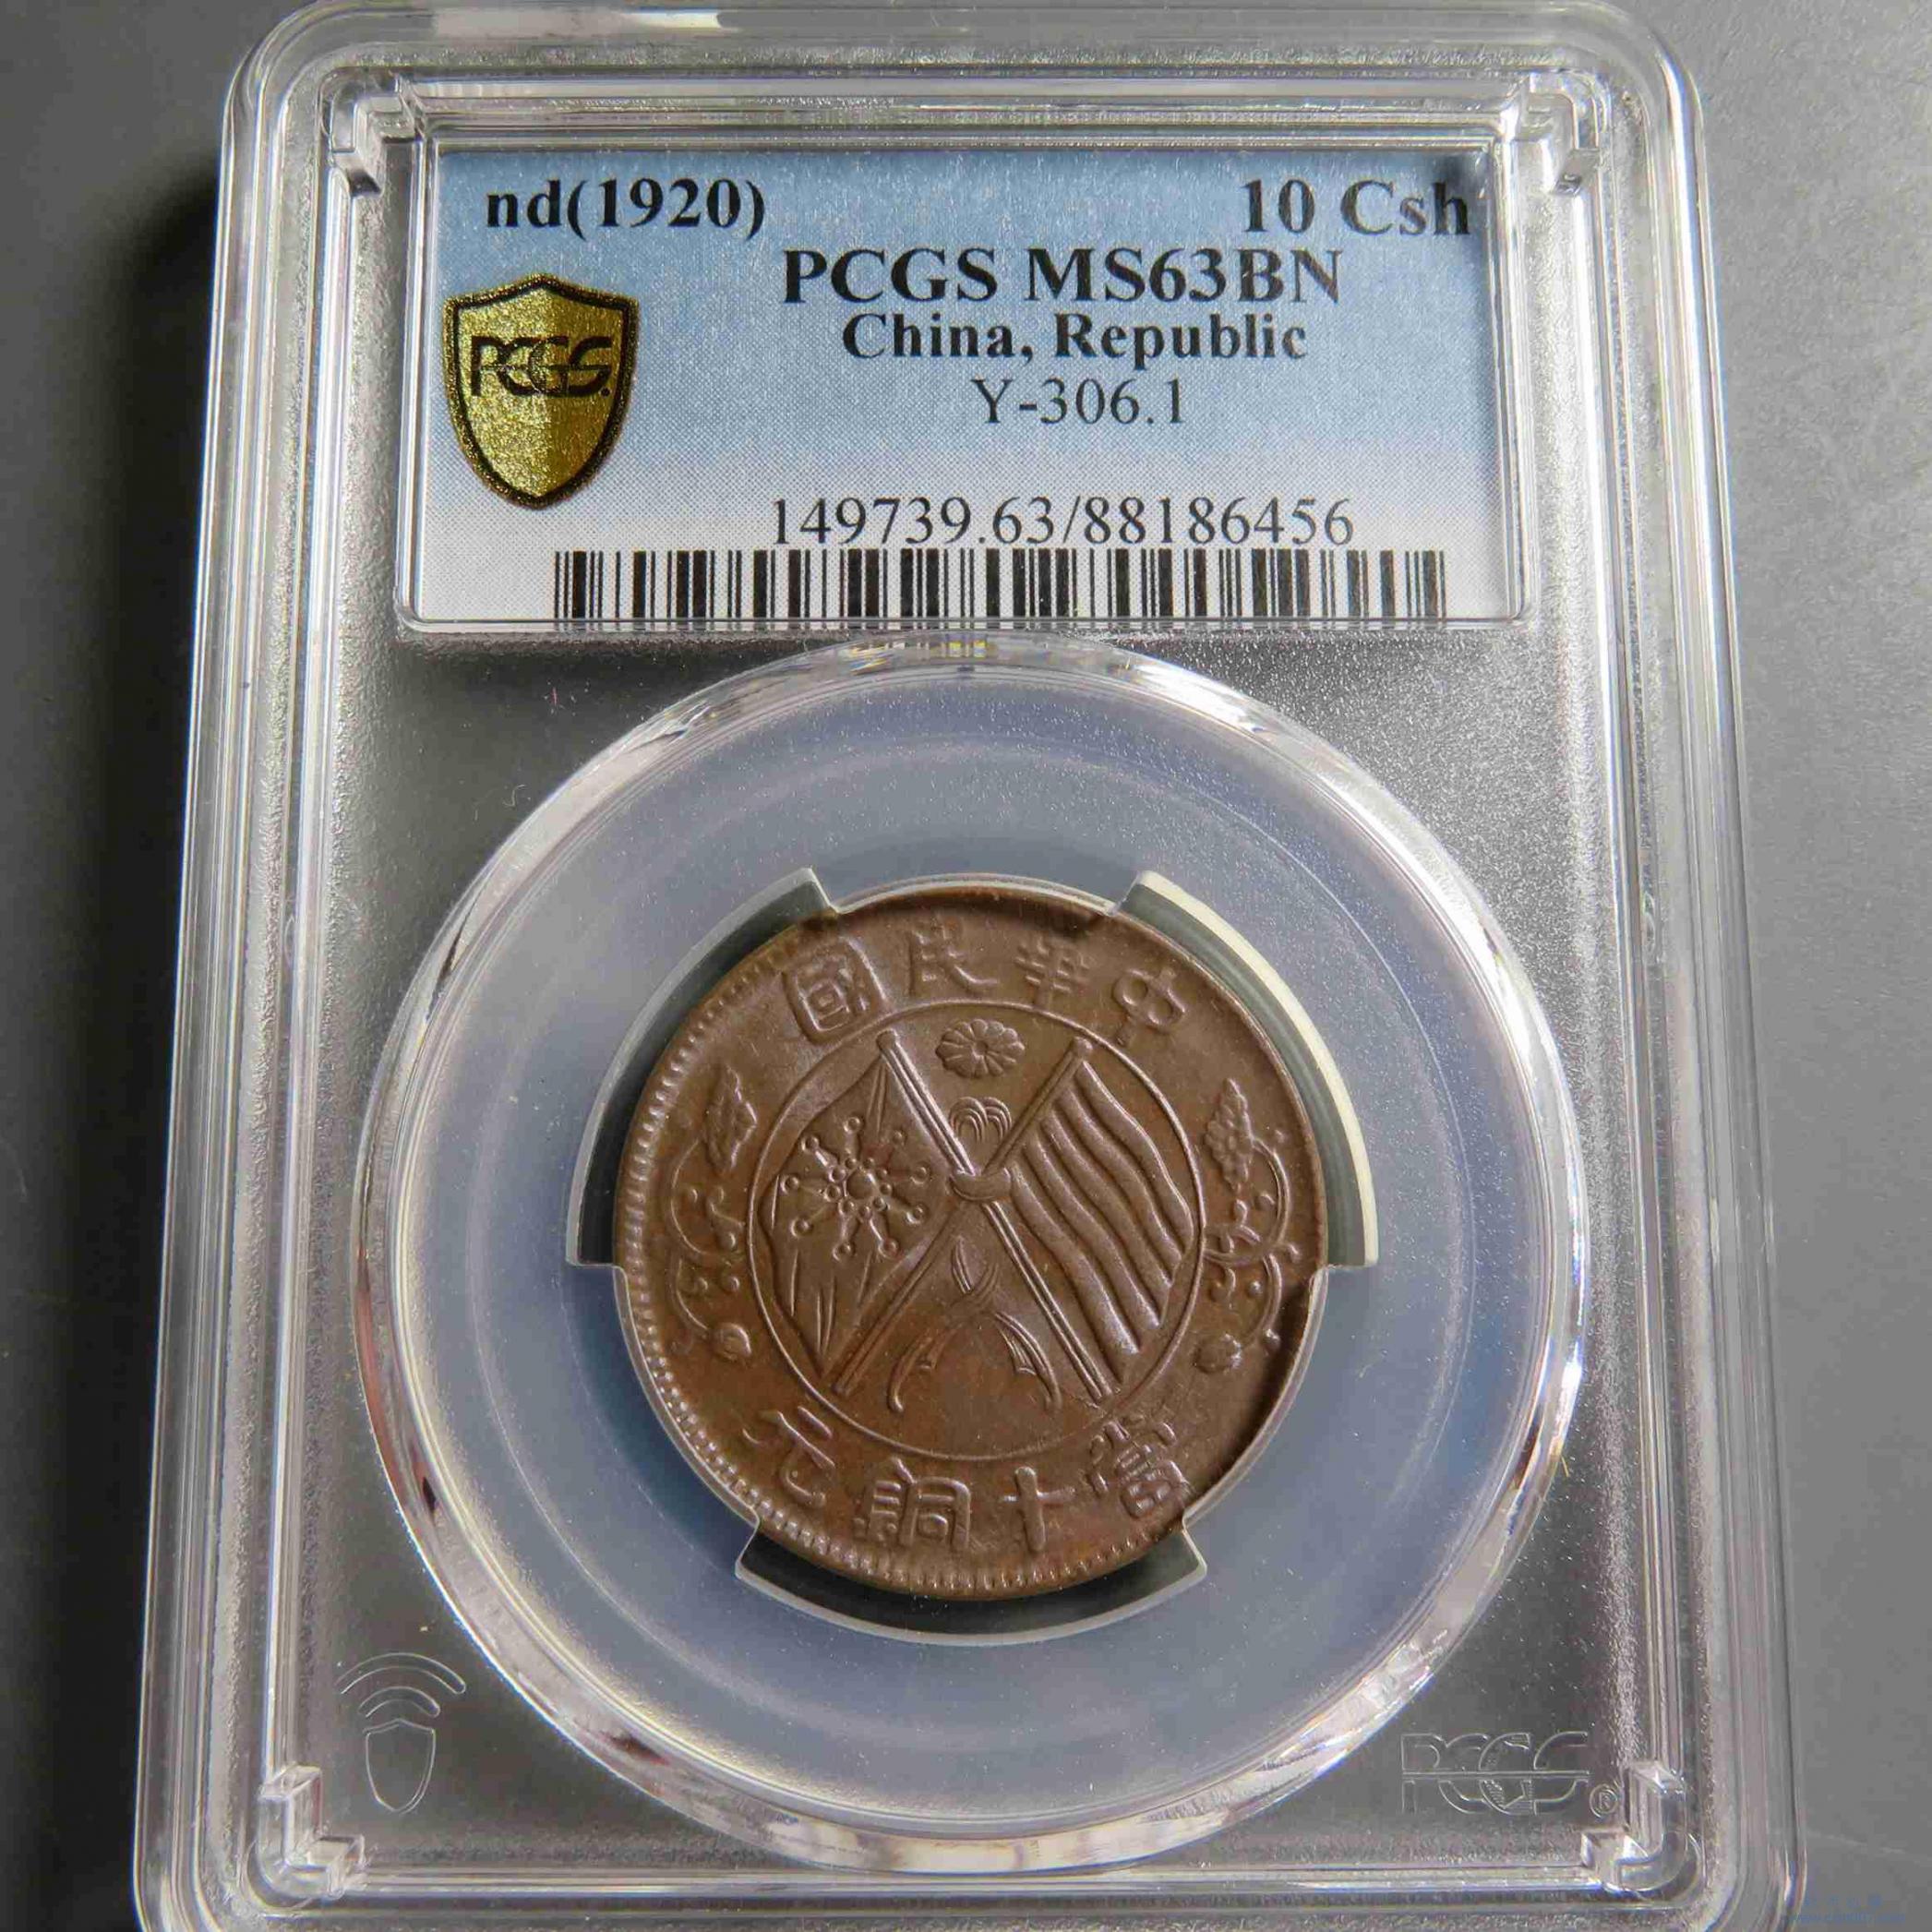 nd(1920) 10 Csh
PCGS MS63BN
China, Republic
Y-306.1
PCGS
149739.63/88186456
國民華中
元銅十當
PCGS